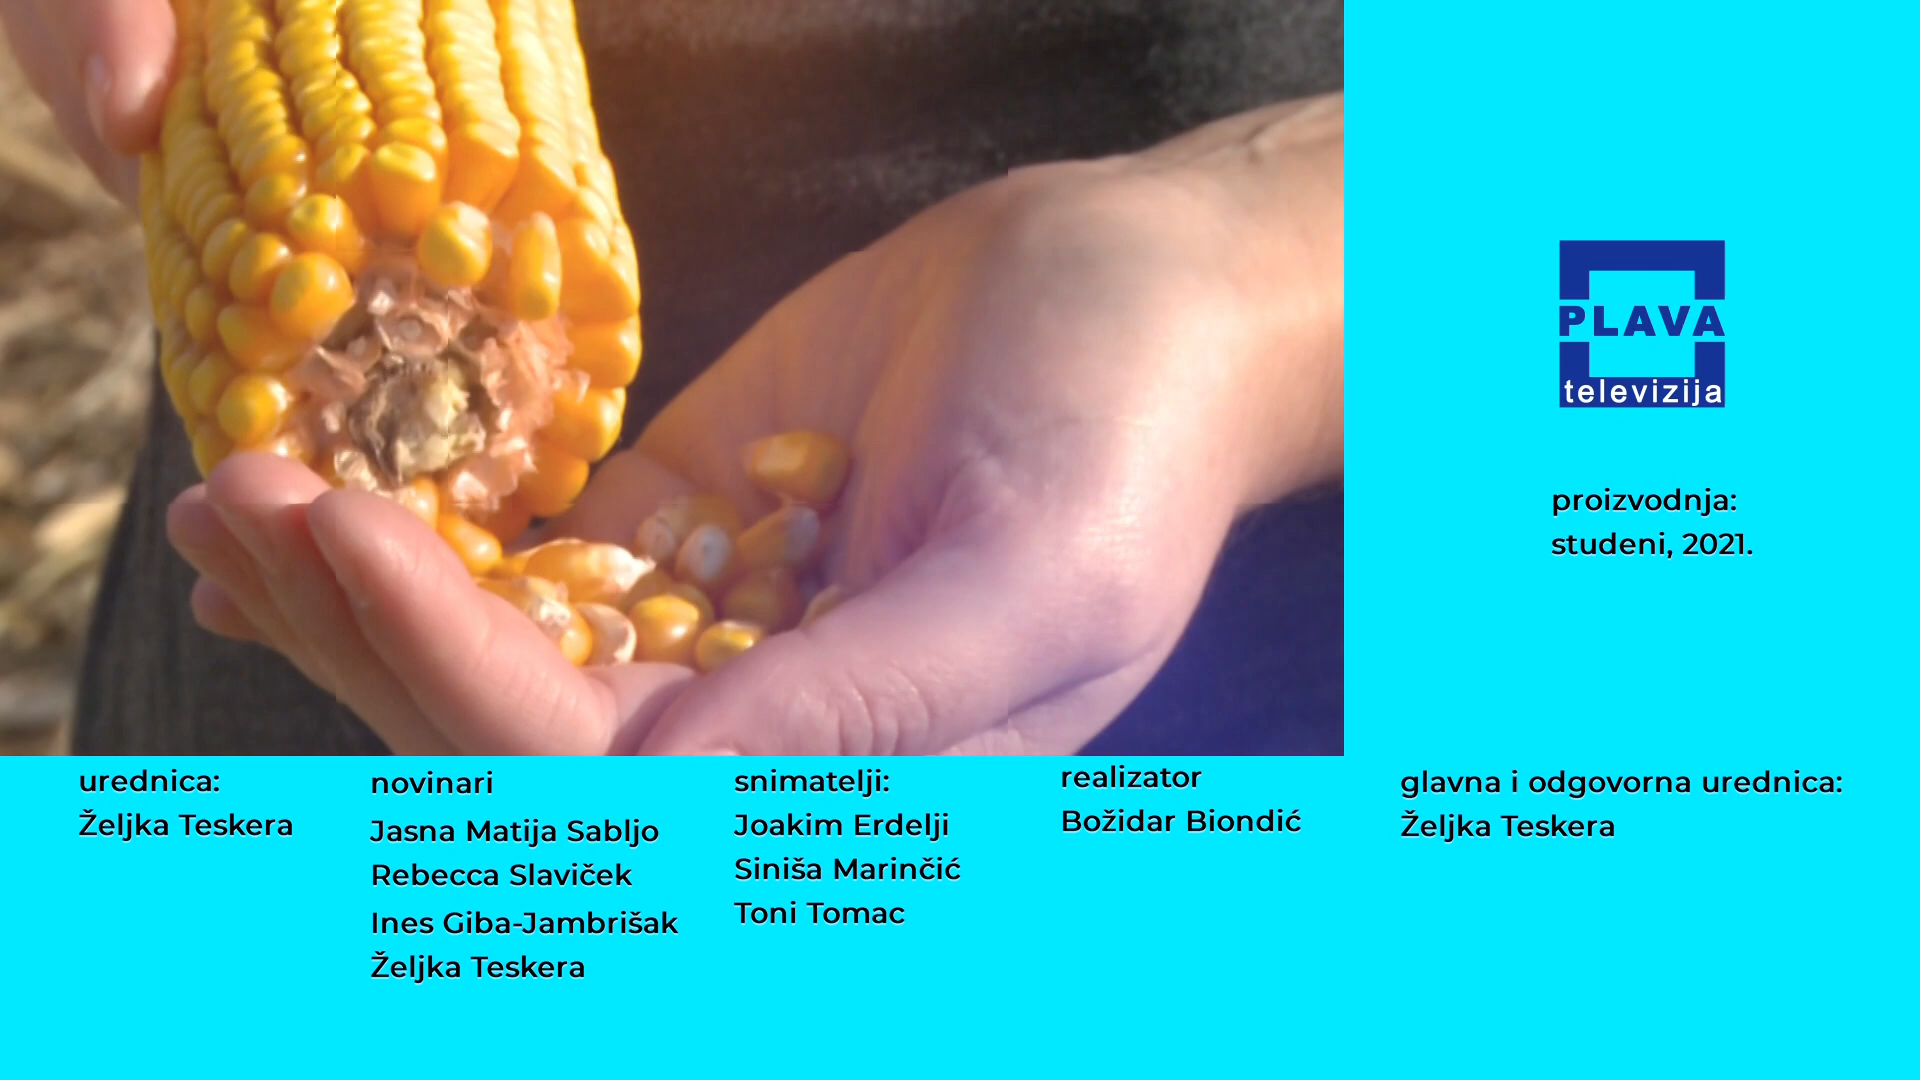 PLAVA
televizija
proizvodnja:
studeni, 2021.
urednica:
Željka Teskera
novinari
Jasna Matija Sabljo
Rebecca Slaviček
Ines Giba-Jambrišak
Željka Teskera
snimatelji:
Joakim Erdelji
Siniša Marinčić
Toni Tomac
realizator
Božidar Biondić
glavna i odgovorna urednica:
Željka Teskera